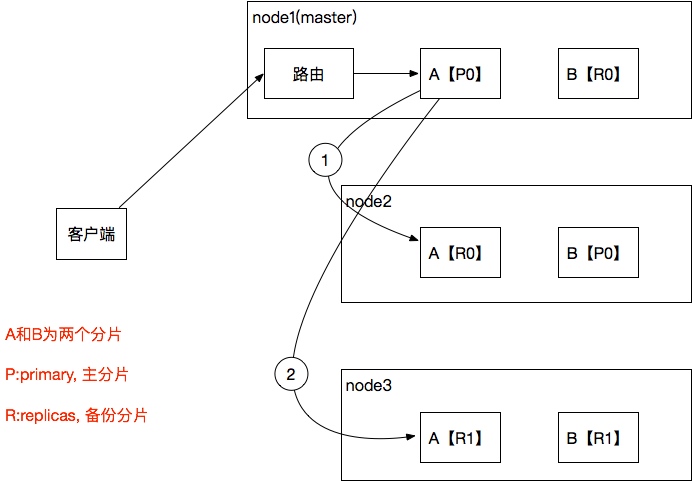 node1(master)
路由
A【P0】
B【R0】
1
node2
客户端
A【R0】
B【P0】
A和B为两个分片
P:primary, 主分片
2
node3
R:replicas, 备份分片
A【R1】
B【R1】